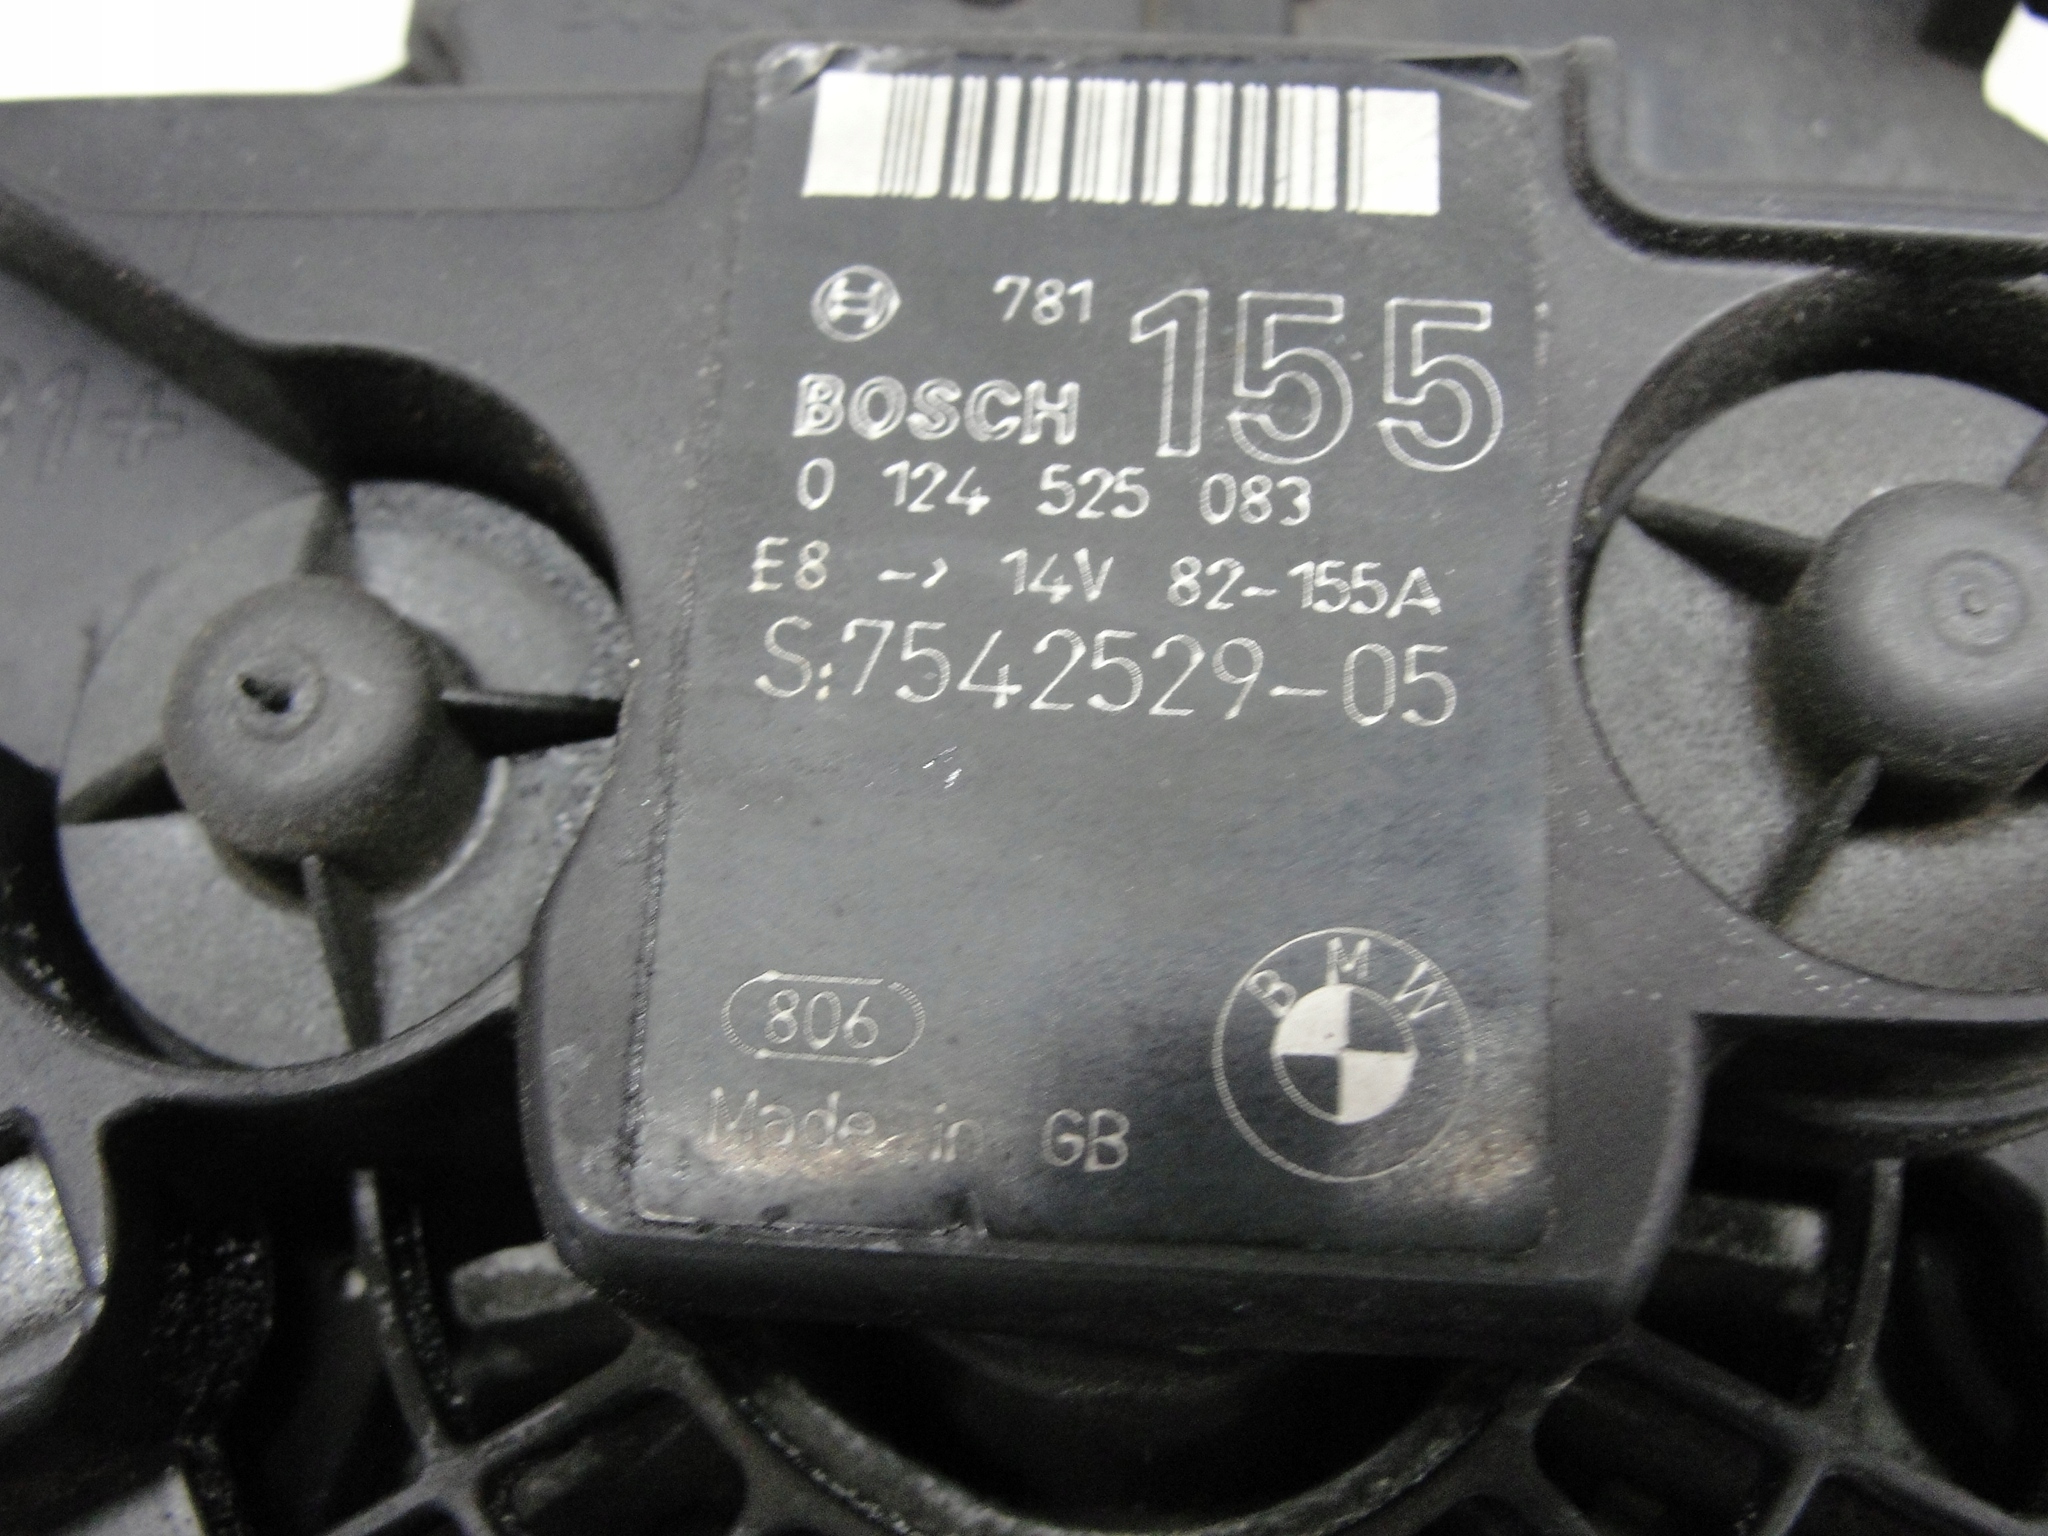 781
155
BOSCH
0 124 525 083
E8 -> 14V 82-155A
S:7542529-05
806
BMW
Made in GB